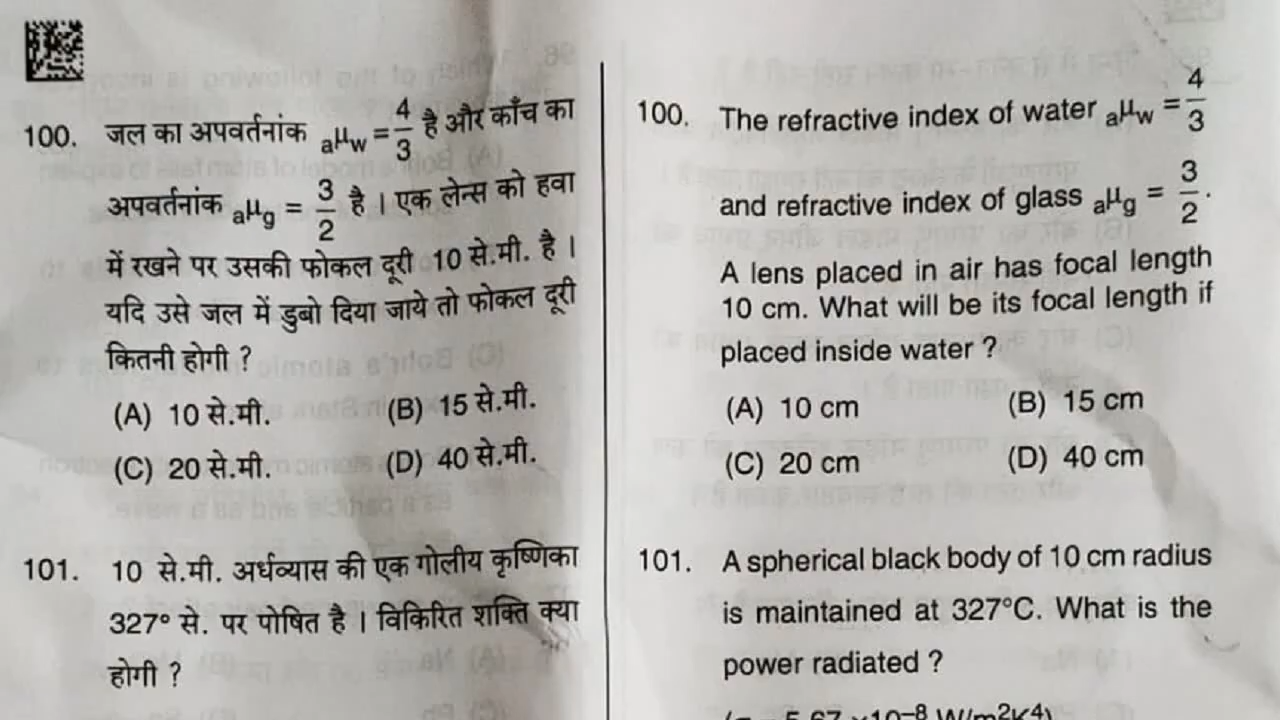 100. जल का अपवर्तनांक aμw = 4/3 है और काँच का
अपवर्तनांक aμg = 3/2 है । एक लेन्स को हवा
में रखने पर उसकी फोकल दूरी 10 से.मी. है ।
यदि उसे जल में डुबो दिया जाये तो फोकल दूरी
कितनी होगी ?
(A) 10 से.मी. (B) 15 से.मी.
(C) 20 से.मी. (D) 40 से.मी.
101. 10 से.मी. अर्धव्यास की एक गोलीय कृष्णिका
327° से. पर पोषित है । विकिरित शक्ति क्या
होगी ?
100. The refractive index of water aμw = 4/3
and refractive index of glass aμg = 3/2.
A lens placed in air has focal length
10 cm. What will be its focal length if
placed inside water ?
(A) 10 cm (B) 15 cm
(C) 20 cm (D) 40 cm
101. A spherical black body of 10 cm radius
is maintained at 327°C. What is the
power radiated ?
5.67 ×10⁻⁸ W/m²K⁴)